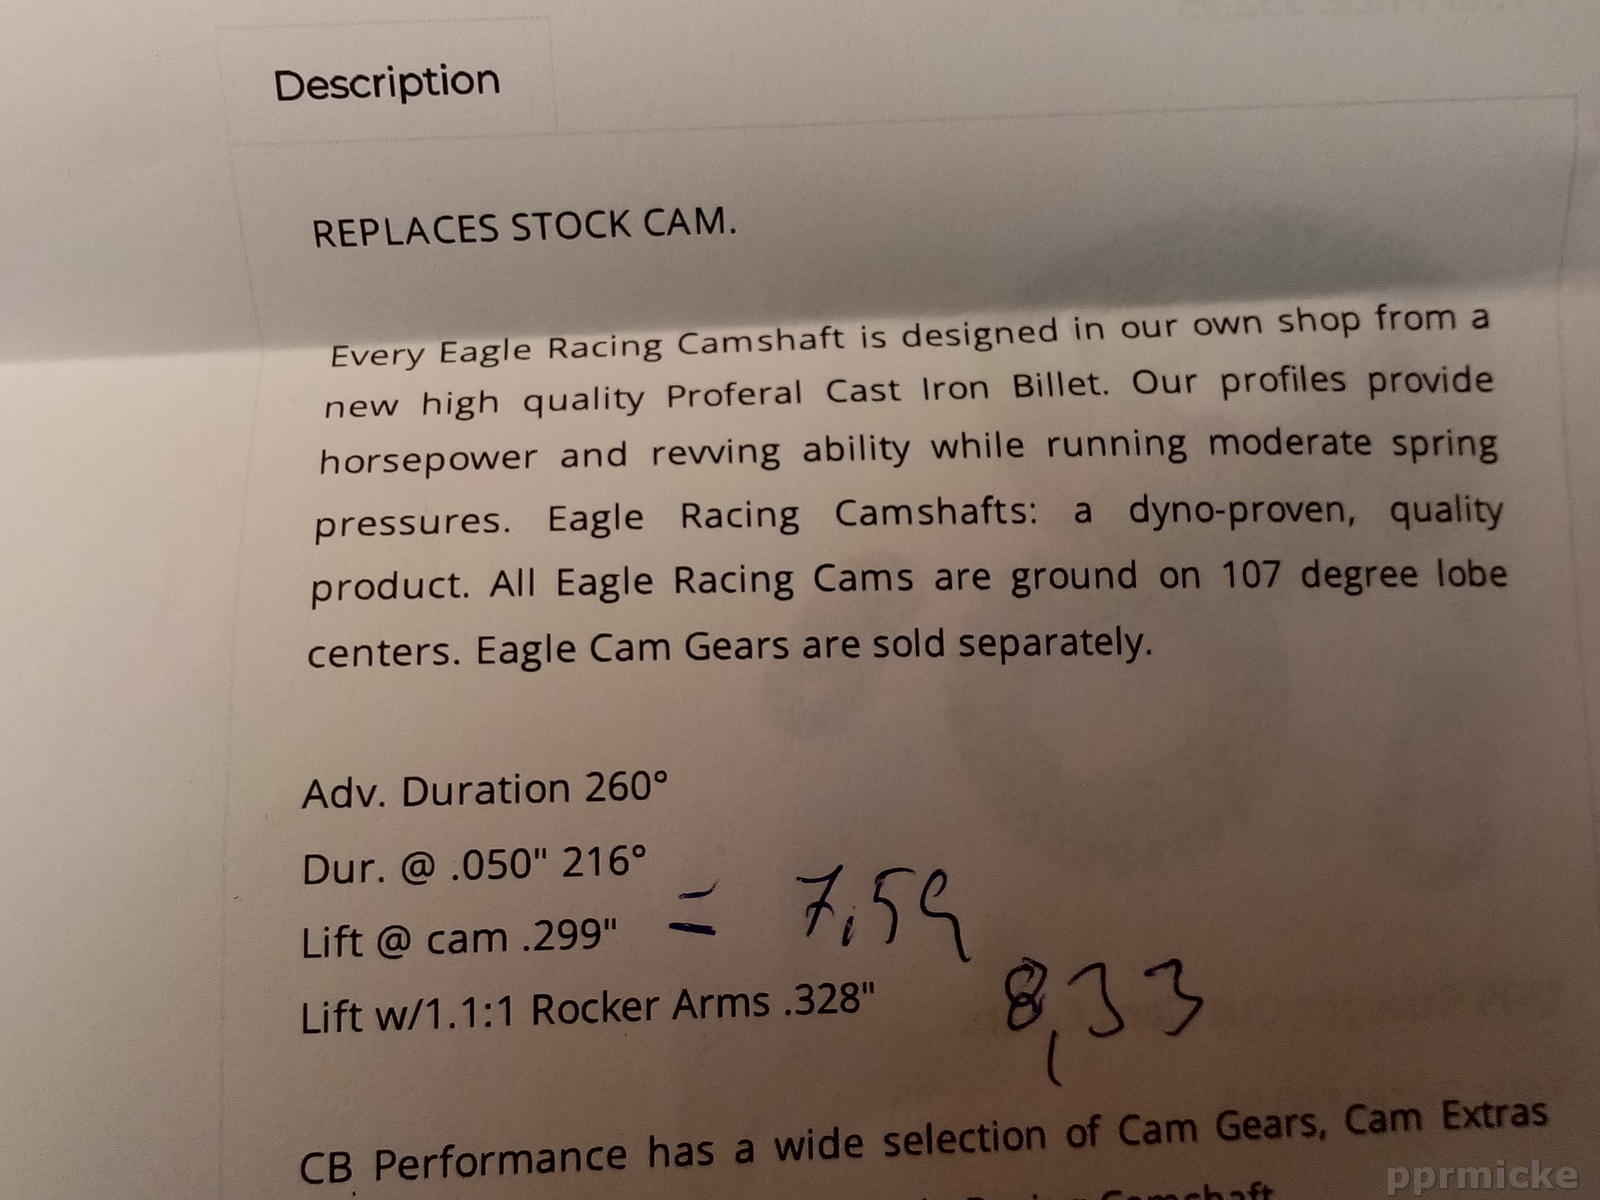 Description
REPLACES STOCK CAM.
Every Eagle Racing Camshaft is designed in our own shop from a
new high quality Proferal Cast Iron Billet. Our profiles provide
horsepower and revving ability while running moderate spring
pressures. Eagle Racing Camshafts: a dyno-proven, quality
product. All Eagle Racing Cams are ground on 107 degree lobe
centers. Eagle Cam Gears are sold separately.
Adv. Duration 260°
Dur. @ .050" 216°
Lift @ cam .299" = 7,59
Lift w/1.1:1 Rocker Arms .328" 8,33
CB Performance has a wide selection of Cam Gears, Cam Extras
Camshaft
pprmicke